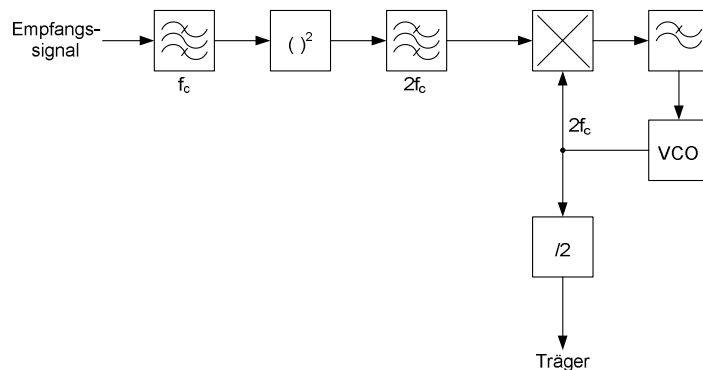 Empfangs-
signal
( )²
f_c
2f_c
2f_c
VCO
/2
Träger